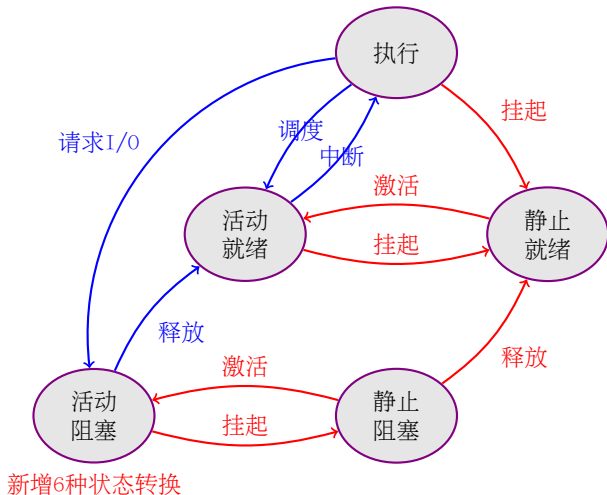 执行
挂起
请求I/O
调度
中断
激活
活动
就绪
静止
就绪
挂起
释放
释放
激活
活动
阻塞
静止
阻塞
挂起
新增6种状态转换